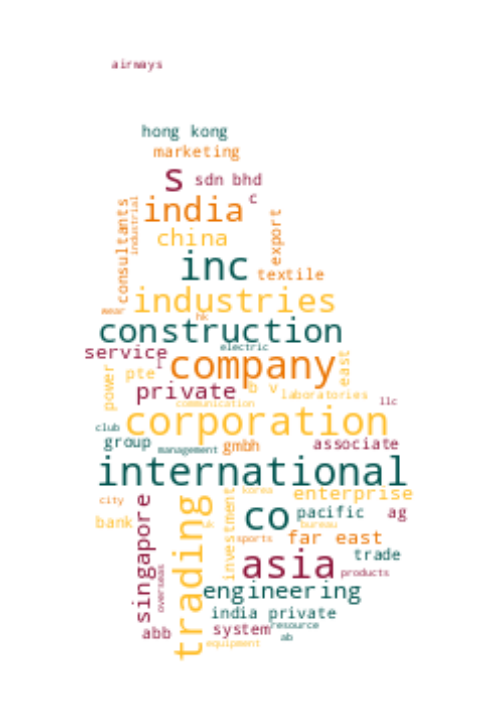 airways
hong kong
marketing
s
sdn bhd
c
india
consultants
industrial
export
china
inc
textile
industries
wear
hk
construction
electric
service
l
company
east
power
pte
private
b v
laboratories
communication
llc
corporation
club
group
management
gmbh
associate
international
korea
enterprise
city
singapore
trading
investment
co
pacific
ag
bank
uk
bureau
sports
far east
trade
overseas
asia
products
engineering
india private
resource
abb
system
ab
equipment